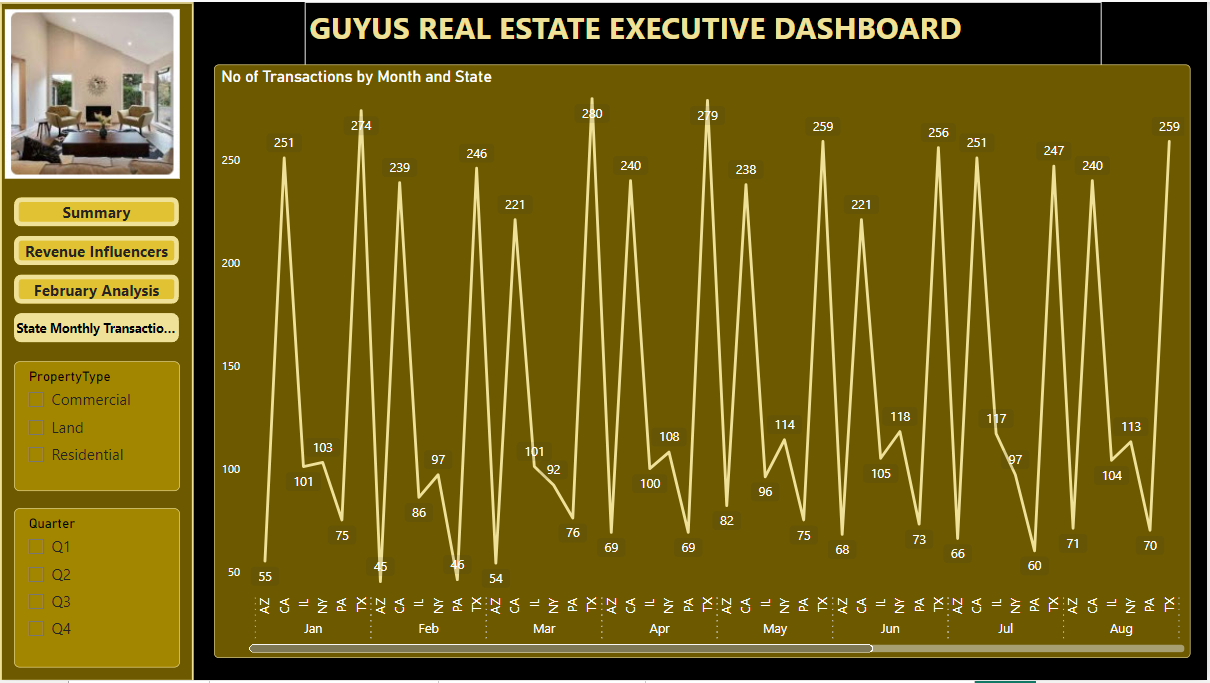 GUYUS REAL ESTATE EXECUTIVE DASHBOARD
Summary
Revenue Influencers
February Analysis
State Monthly Transactio...
PropertyType
Commercial
Land
Residential
Quarter
Q1
Q2
Q3
Q4
No of Transactions by Month and State
250
200
150
100
50
55 251 101 103 75 274
45 239 86 97 46 246
54 221 101 92 76 280
69 240 100 108 69 279
82 238 96 114 75 259
68 221 105 118 73 256
66 251 117 97 60 247
71 240 104 113 70 259
AZ CA IL NY PA TX AZ CA IL NY PA TX AZ CA IL NY PA TX AZ CA IL NY PA TX AZ CA IL NY PA TX AZ CA IL NY PA TX AZ CA IL NY PA TX AZ CA IL NY PA TX
Jan Feb Mar Apr May Jun Jul Aug